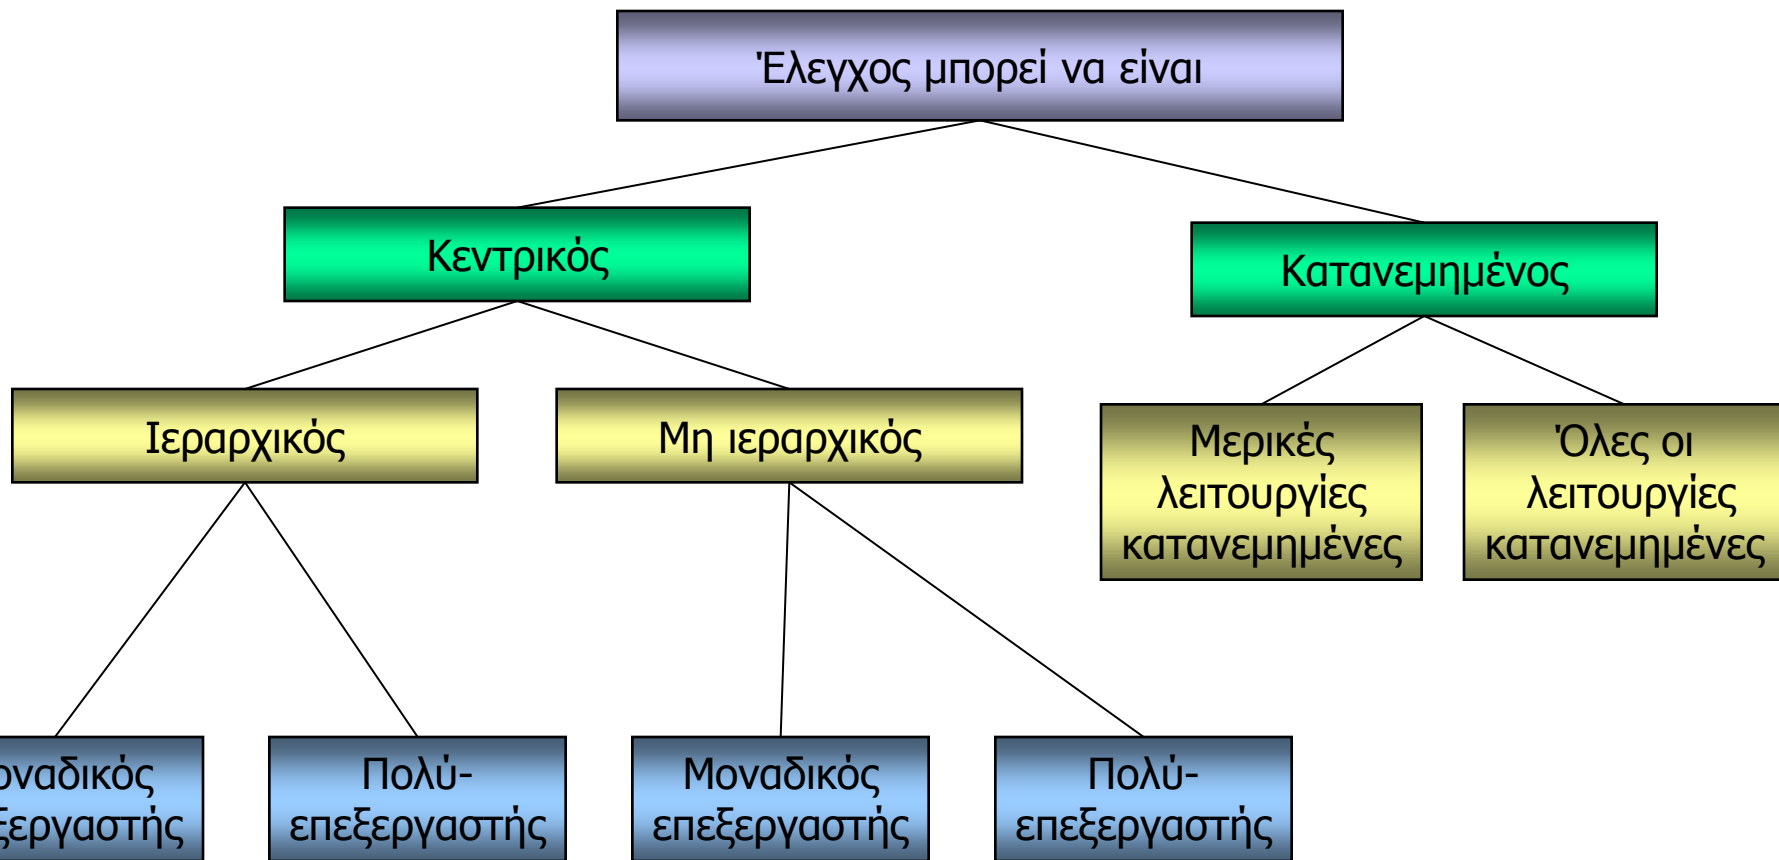 Έλεγχος μπορεί να είναι
Κεντρικός
Κατανεμημένος
Ιεραρχικός
Μη ιεραρχικός
Μερικές
λειτουργίες
κατανεμημένες
Όλες οι
λειτουργίες
κατανεμημένες
Πολύ-
επεξεργαστής
Μοναδικός
επεξεργαστής
Πολύ-
επεξεργαστής